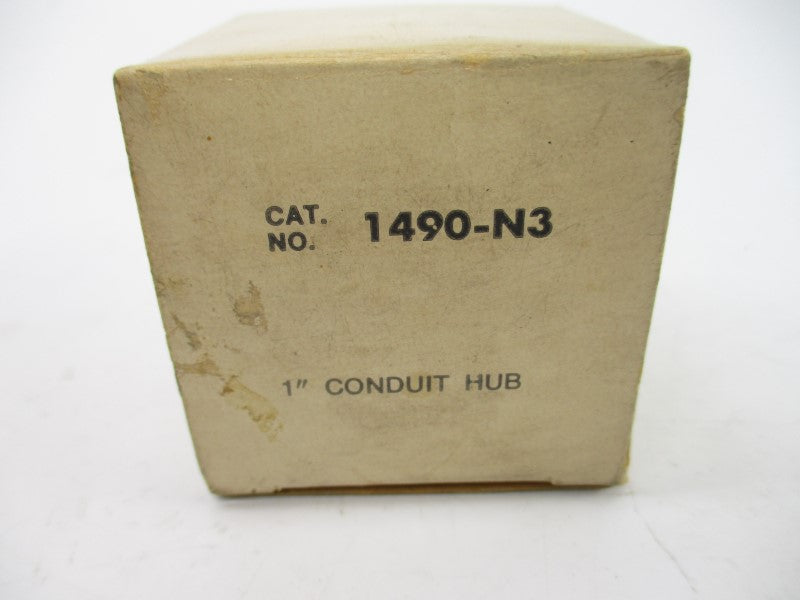 CAT. NO. 1490-N3
1" CONDUIT HUB